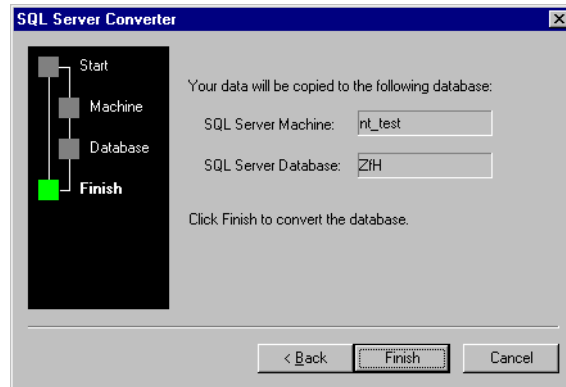 SQL Server Converter
Start
Machine
Database
Finish
Your data will be copied to the following database:
SQL Server Machine: nt_test
SQL Server Database: ZfH
Click Finish to convert the database.
< Back Finish Cancel